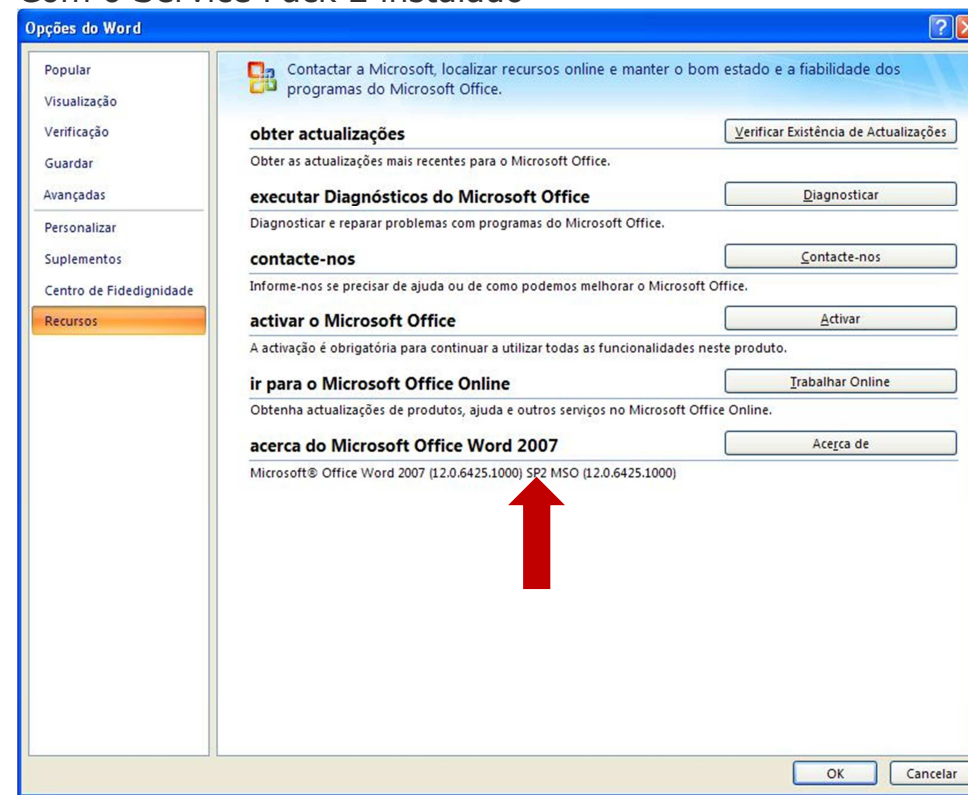 Com o Service Pack 2 instalado
Opções do Word
Popular
Visualização
Verificação
Guardar
Avançadas
Personalizar
Suplementos
Centro de Fidedignidade
Recursos
Contactar a Microsoft, localizar recursos online e manter o bom estado e a fiabilidade dos
programas do Microsoft Office.
obter actualizações
Verificar Existência de Actualizações
Obter as actualizações mais recentes para o Microsoft Office.
executar Diagnósticos do Microsoft Office
Diagnosticar
Diagnosticar e reparar problemas com programas do Microsoft Office.
contacte-nos
Contacte-nos
Informe-nos se precisar de ajuda ou de como podemos melhorar o Microsoft Office.
activar o Microsoft Office
Activar
A activação é obrigatória para continuar a utilizar todas as funcionalidades neste produto.
ir para o Microsoft Office Online
Trabalhar Online
Obtenha actualizações de produtos, ajuda e outros serviços no Microsoft Office Online.
acerca do Microsoft Office Word 2007
Acerca de
Microsoft® Office Word 2007 (12.0.6425.1000) SP2 MSO (12.0.6425.1000)
OK
Cancelar